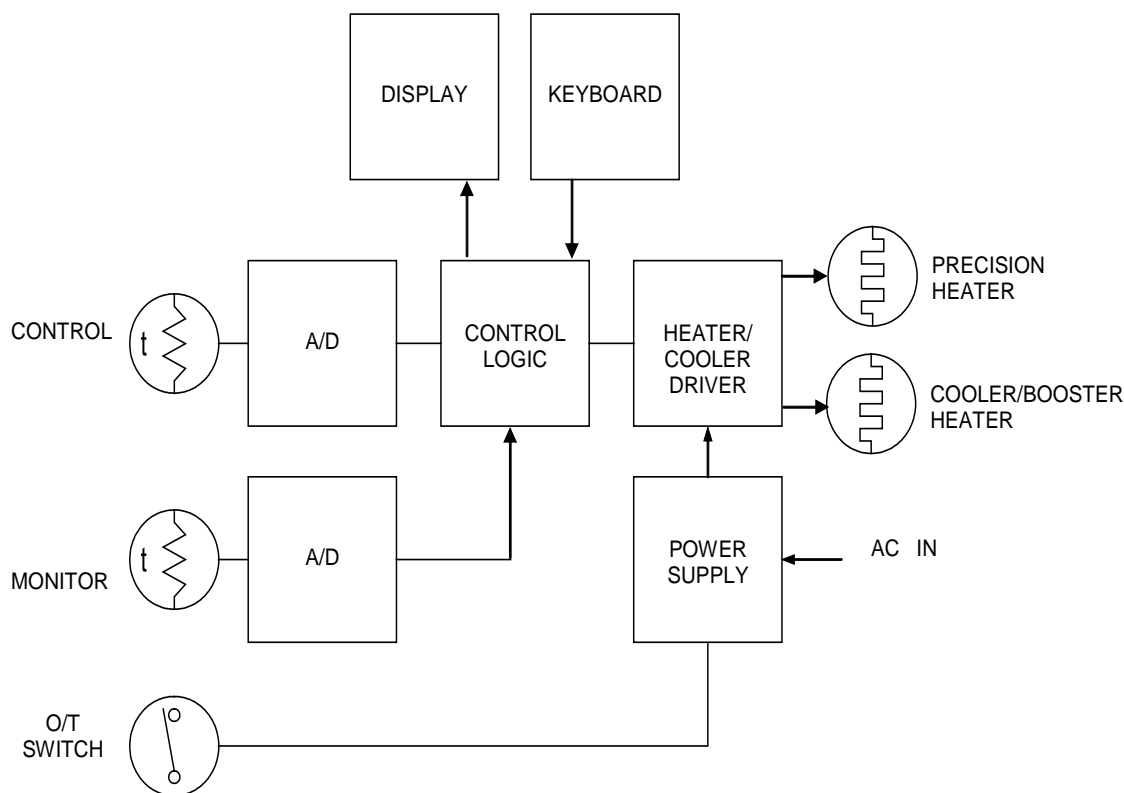 DISPLAY
KEYBOARD
PRECISION
HEATER
CONTROL
t
A/D
CONTROL
LOGIC
HEATER/
COOLER
DRIVER
COOLER/BOOSTER
HEATER
MONITOR
t
A/D
POWER
SUPPLY
AC IN
O/T
SWITCH